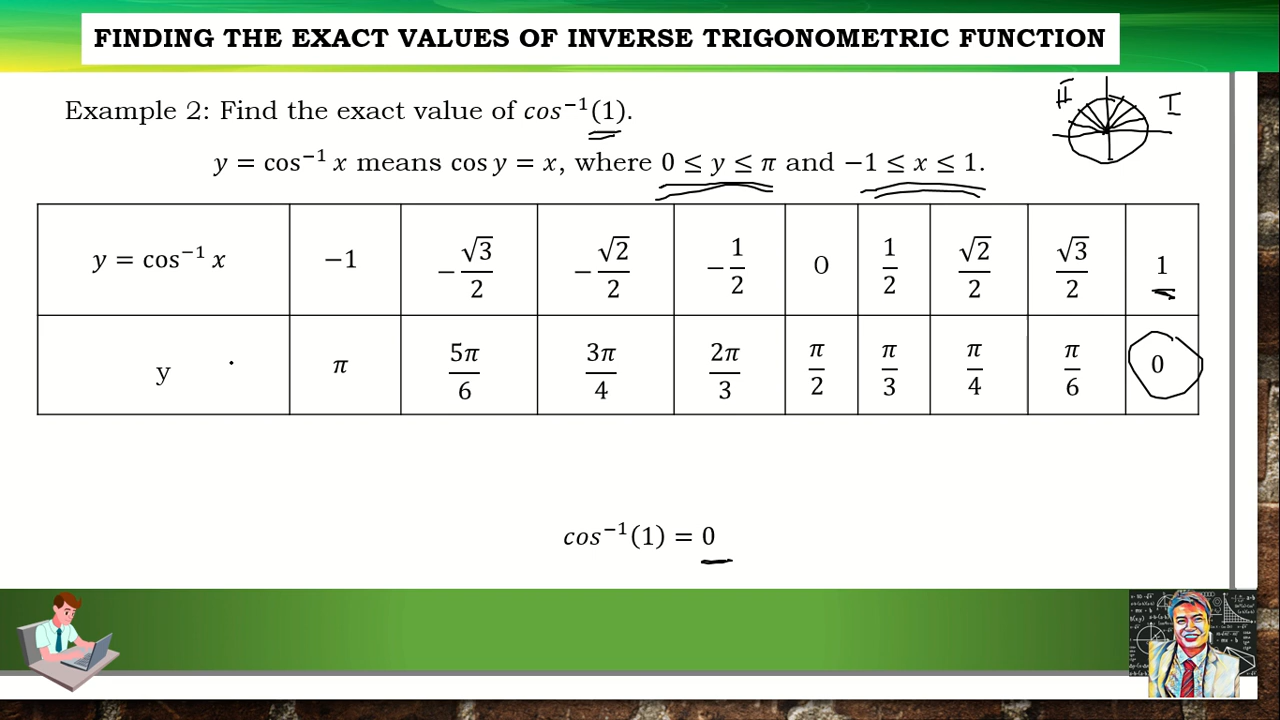 FINDING THE EXACT VALUES OF INVERSE TRIGONOMETRIC FUNCTION
Example 2: Find the exact value of cos⁻¹(1).
II
I
y = cos⁻¹ x means cos y = x, where 0 ≤ y ≤ π and −1 ≤ x ≤ 1.
y = cos⁻¹ x −1 −√3/2 −√2/2 −1/2 0 1/2 √2/2 √3/2 1
y π 5π/6 3π/4 2π/3 π/2 π/3 π/4 π/6 0
cos⁻¹(1) = 0